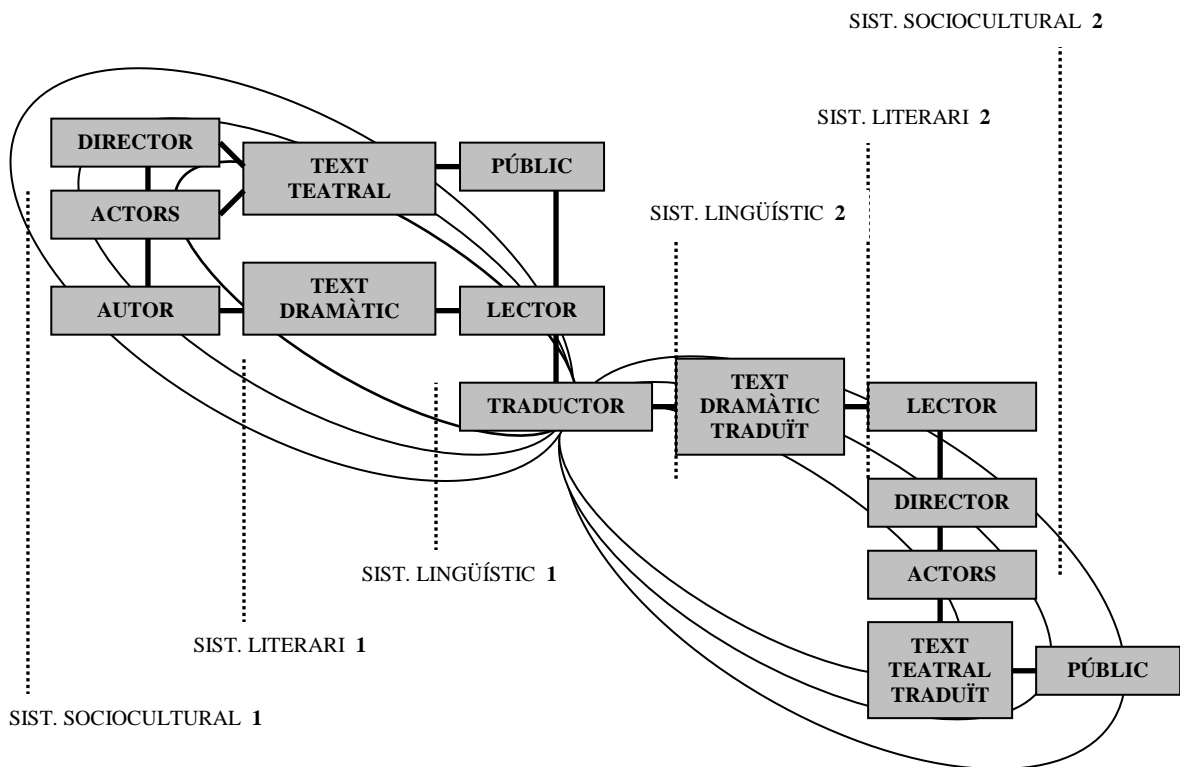 SIST. SOCIOCULTURAL 2
SIST. LITERARI 2
DIRECTOR
TEXT
TEATRAL
PÚBLIC
ACTORS
SIST. LINGÜÍSTIC 2
AUTOR
TEXT
DRAMÀTIC
LECTOR
TRADUCTOR
TEXT
DRAMÀTIC
TRADUÏT
LECTOR
DIRECTOR
ACTORS
SIST. LINGÜÍSTIC 1
SIST. LITERARI 1
TEXT
TEATRAL
TRADUÏT
PÚBLIC
SIST. SOCIOCULTURAL 1